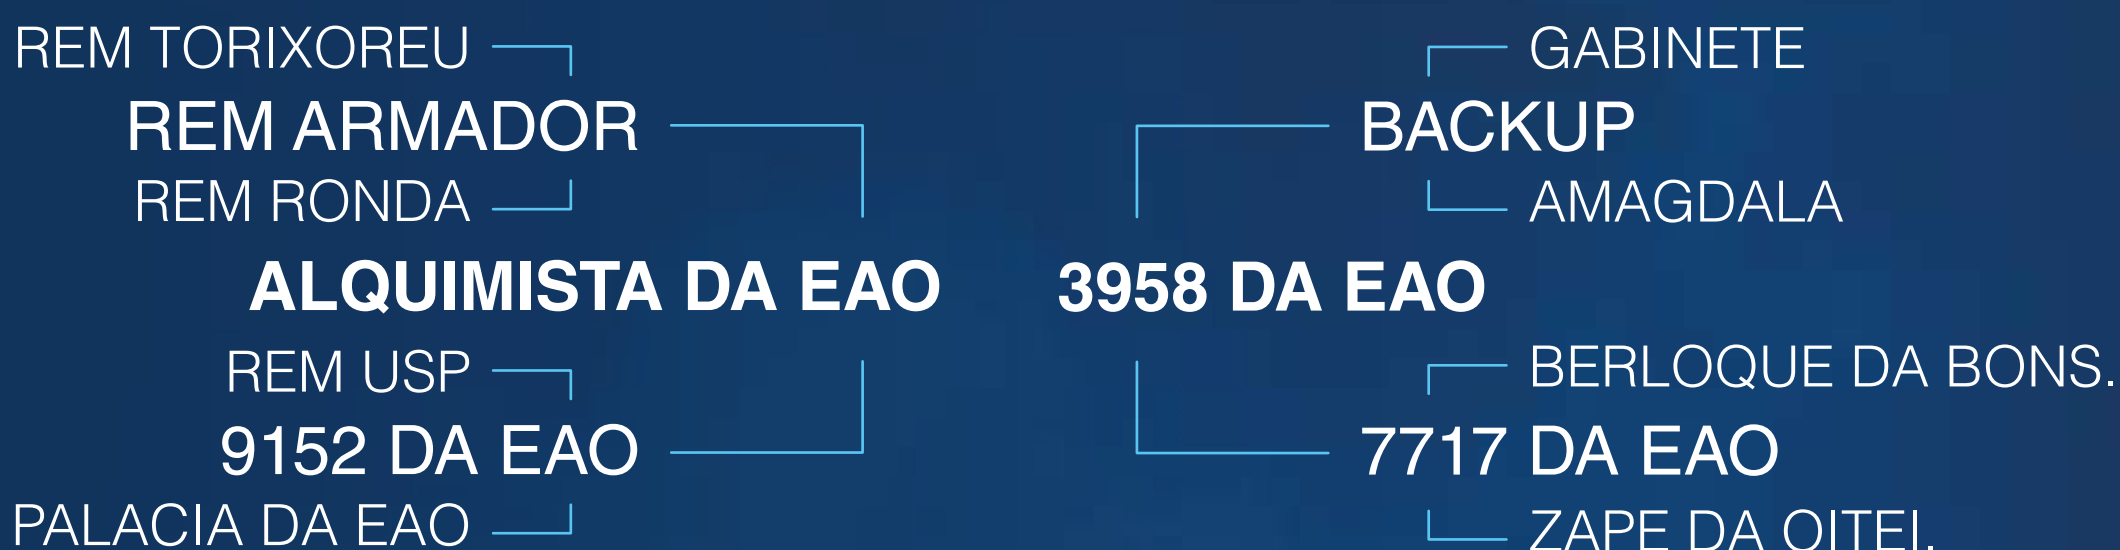 REM TORIXOREU
REM ARMADOR
REM RONDA
ALQUIMISTA DA EAO
REM USP
9152 DA EAO
PALACIA DA EAO
GABINETE
BACKUP
AMAGDALA
3958 DA EAO
BERLOQUE DA BONS.
7717 DA EAO
ZAPE DA OITEI.